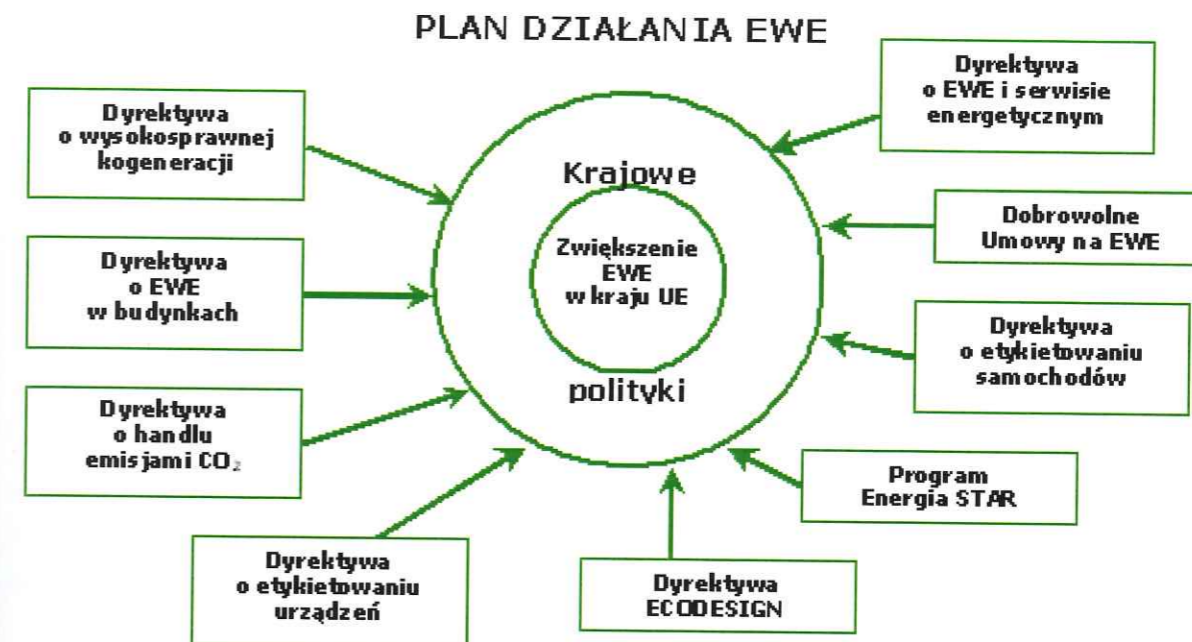 PLAN DZIAŁANIA EWE
Dyrektywa
o wysokosprawnej
kogeneracji
Dyrektywa
o EWE
w budynkach
Dyrektywa
o handlu
emisjami CO₂
Dyrektywa
o etykietowaniu
urządzeń
Dyrektywa
ECODESIGN
Program
Energia STAR
Dyrektywa
o etykietowaniu
samochodów
Dobrowolne
Umowy na EWE
Dyrektywa
o EWE i serwisie
energetycznym
Krajowe
Zwiększenie
EWE
w kraju UE
polityki